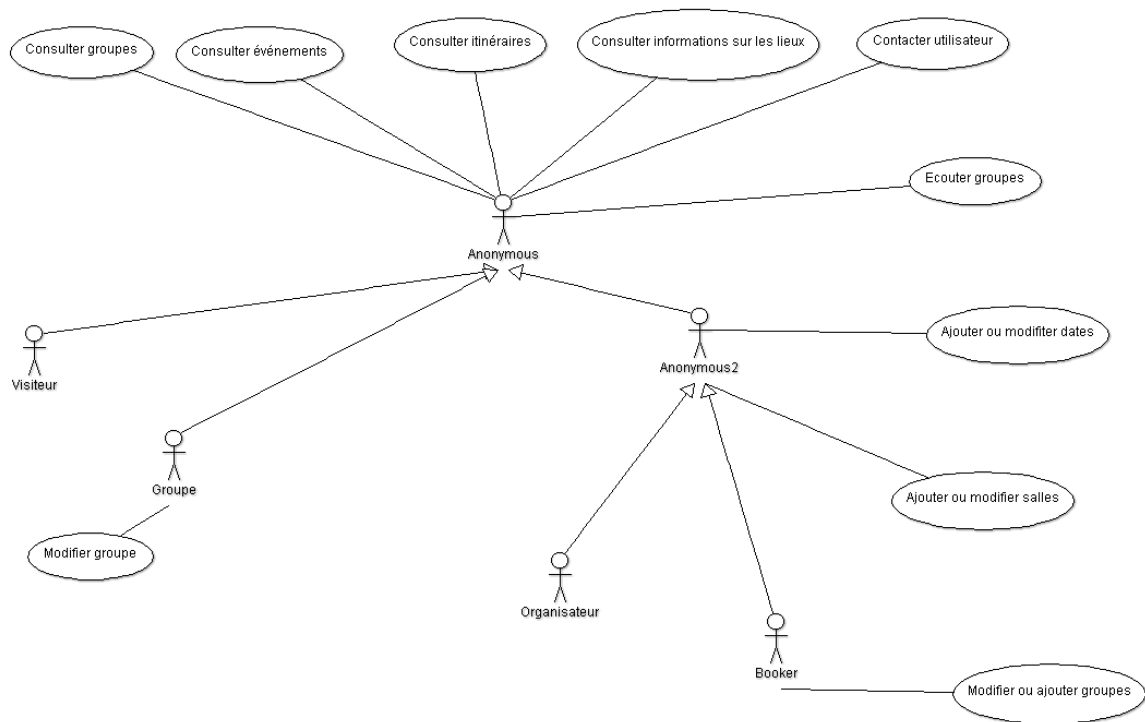 Consulter groupes
Consulter événements
Consulter itinéraires
Consulter informations sur les lieux
Contacter utilisateur
Ecouter groupes
Anonymous
Visiteur
Anonymous2
Ajouter ou modifiter dates
Groupe
Ajouter ou modifier salles
Modifier groupe
Organisateur
Booker
Modifier ou ajouter groupes